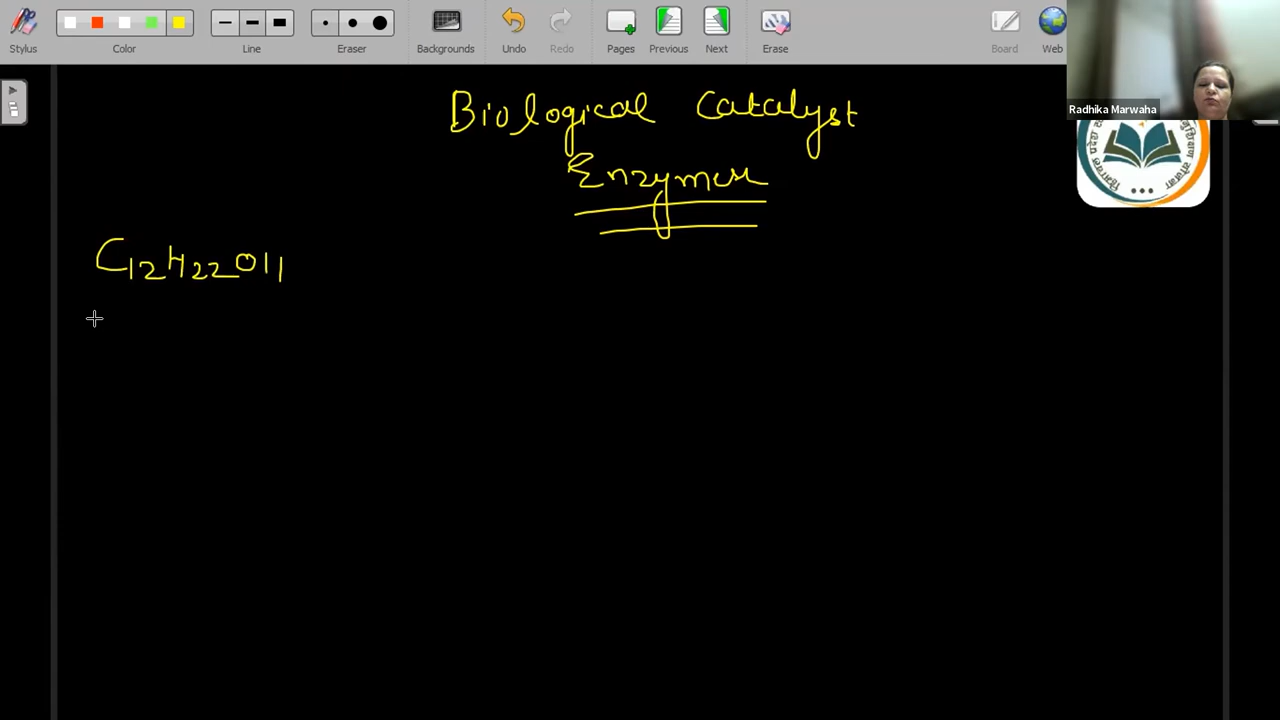 Stylus Color Line Eraser Backgrounds Undo Redo Pages Previous Next Erase Board Web
Radhika Marwaha
Biological Catalyst
Enzymes
C12H22O11